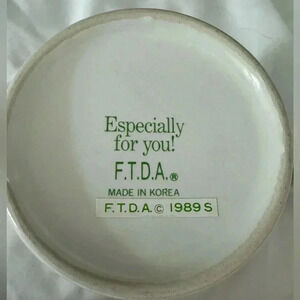 Especially
for you!
F.T.D.A.®
MADE IN KOREA
F.T.D.A.© 1989 S